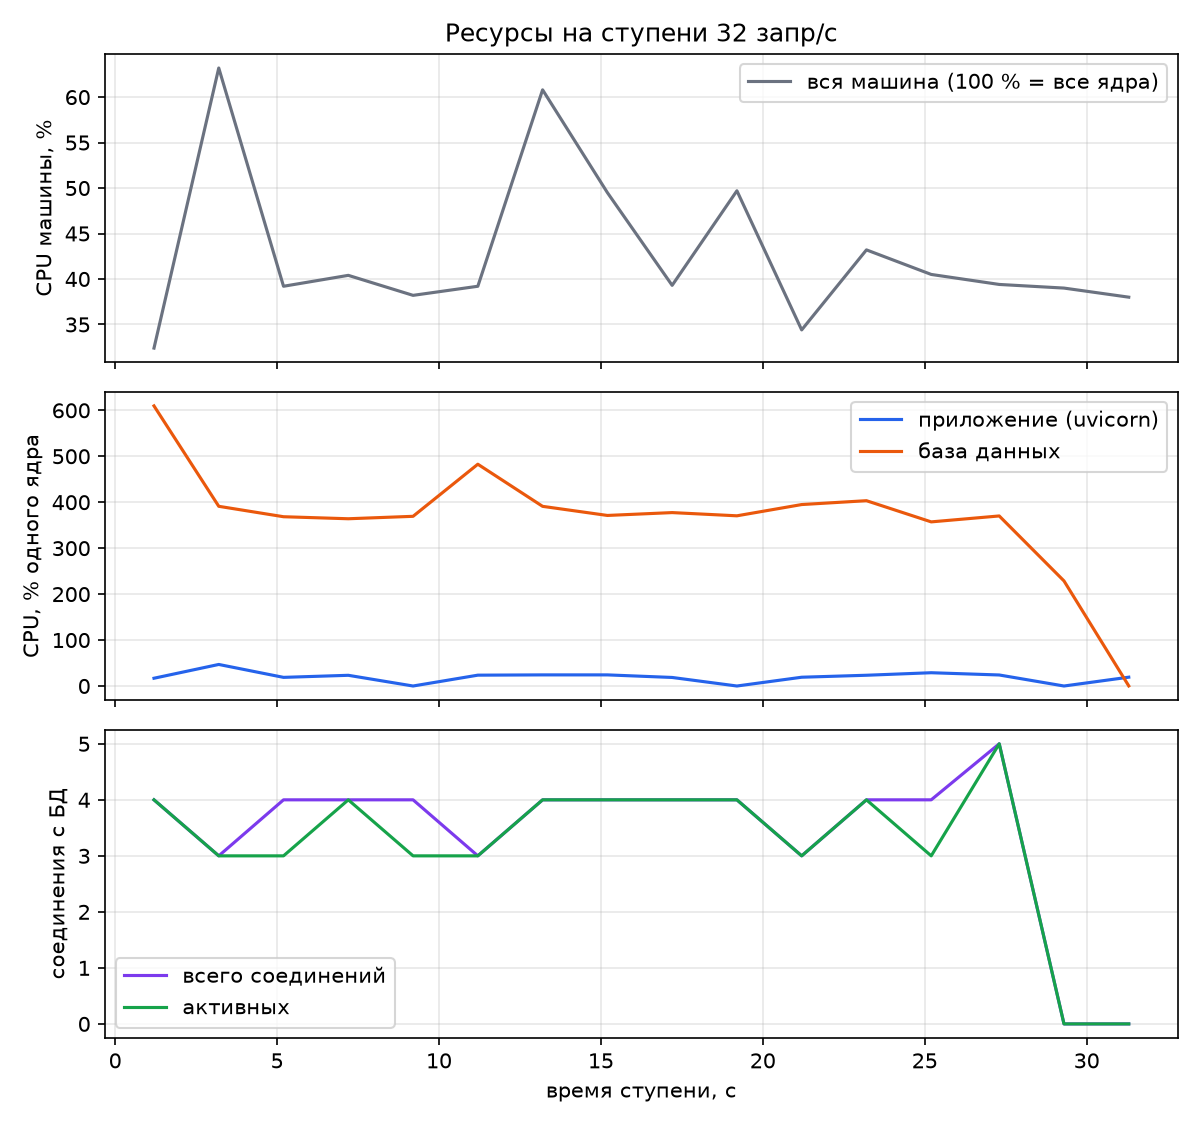 Ресурсы на ступени 32 запр/с
CPU машины, %
60
55
50
45
40
35
вся машина (100 % = все ядра)
CPU, % одного ядра
600
500
400
300
200
100
0
приложение (uvicorn)
база данных
соединения с БД
5
4
3
2
1
0
всего соединений
активных
0 5 10 15 20 25 30
время ступени, с